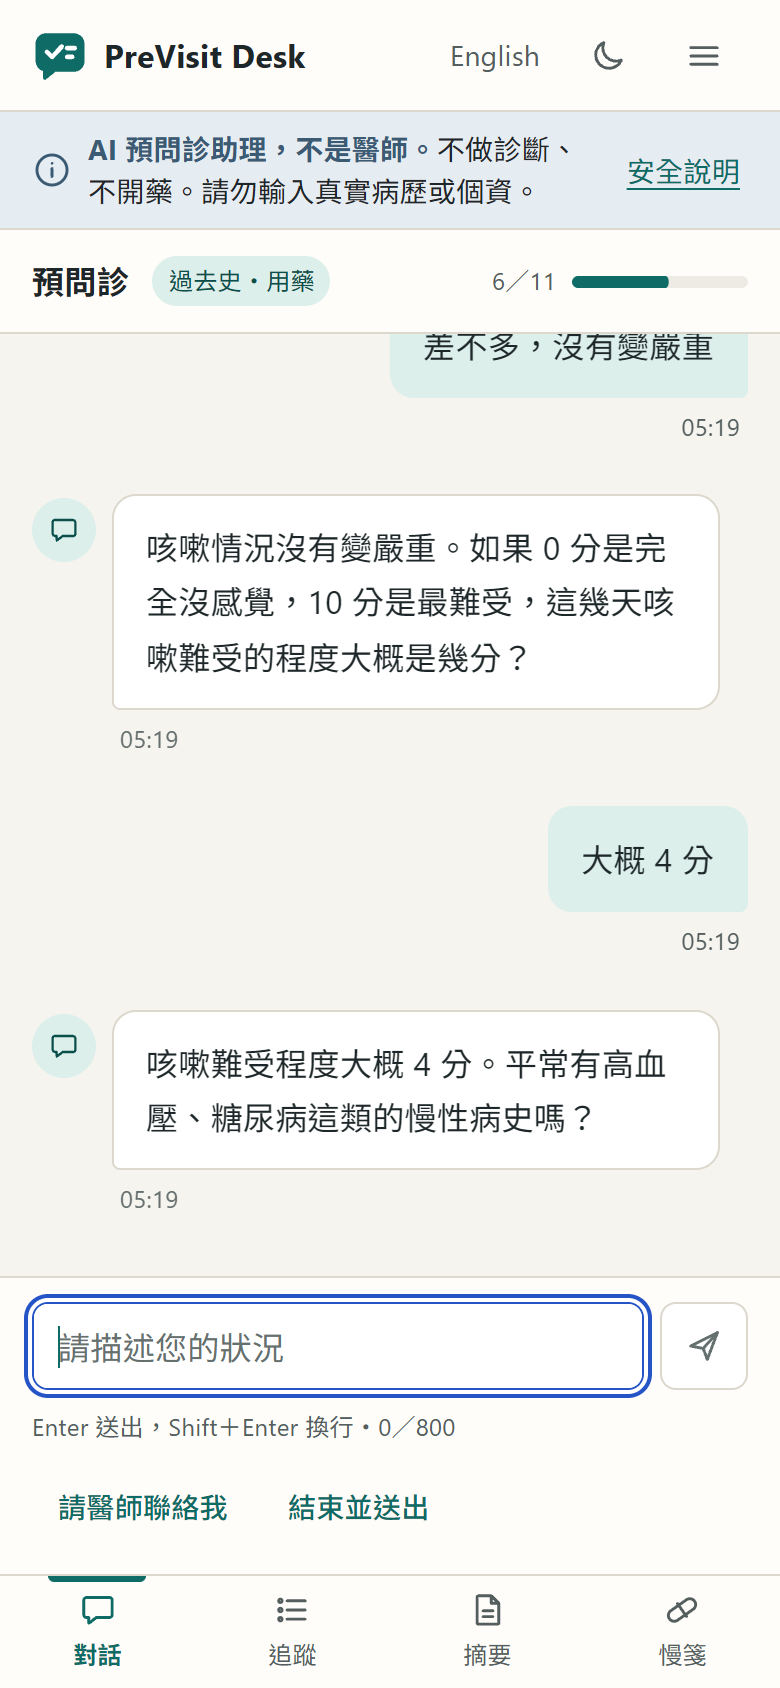 PreVisit Desk
English
AI 預問診助理，不是醫師。不做診斷、
不開藥。請勿輸入真實病歷或個資。
安全說明
預問診
過去史・用藥
6／11
差不多，沒有變嚴重
05:19
咳嗽情況沒有變嚴重。如果 0 分是完
全沒感覺，10 分是最難受，這幾天咳
嗽難受的程度大概是幾分？
05:19
大概 4 分
05:19
咳嗽難受程度大概 4 分。平常有高血
壓、糖尿病這類的慢性病史嗎？
05:19
請描述您的狀況
Enter 送出，Shift＋Enter 換行・0／800
請醫師聯絡我
結束並送出
對話
追蹤
摘要
慢箋